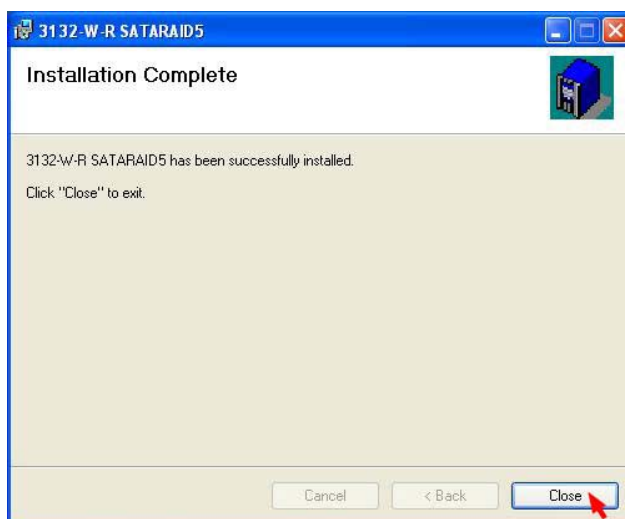 3132-W-R SATARAID5
Installation Complete
3132-W-R SATARAID5 has been successfully installed.
Click "Close" to exit.
Cancel
< Back
Close